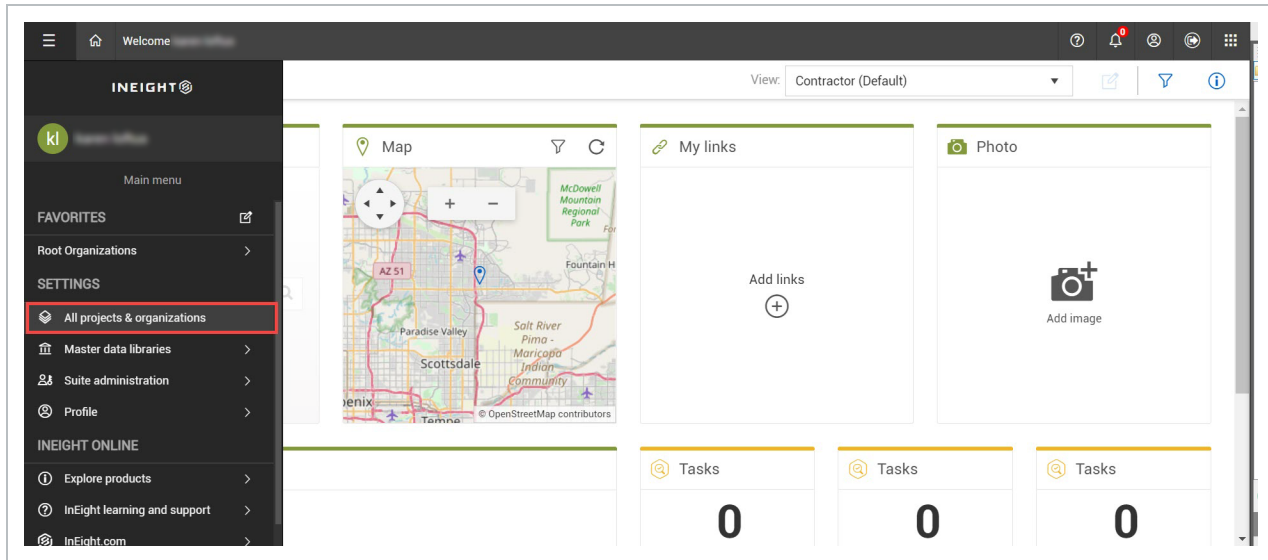 Welcome
0
INEIGHT
View: Contractor (Default)
kl
Main menu
FAVORITES
Root Organizations
SETTINGS
All projects & organizations
Master data libraries
Suite administration
Profile
INEIGHT ONLINE
Explore products
InEight learning and support
InEight.com
Map
McDowell
Mountain
Regional
Park
For
Fountain H
AZ 51
Paradise Valley
Salt River
Pima -
Maricopa
Indian
Community
Scottsdale
enix
Tempe
© OpenStreetMap contributors
My links
Add links
Photo
Add image
Tasks
0
Tasks
0
Tasks
0